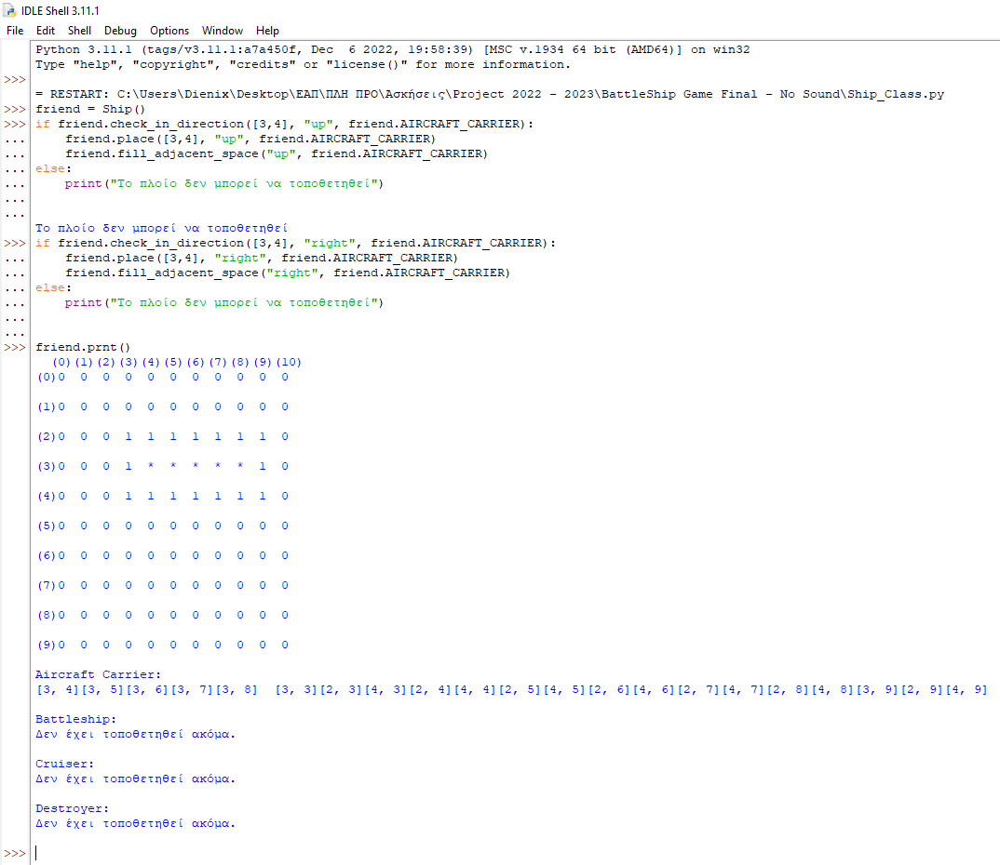 IDLE Shell 3.11.1
File Edit Shell Debug Options Window Help
Python 3.11.1 (tags/v3.11.1:a7a450f, Dec  6 2022, 19:58:39) [MSC v.1934 64 bit (AMD64)] on win32
Type "help", "copyright", "credits" or "license()" for more information.
>>>
= RESTART: C:\Users\Dienix\Desktop\ΕΑΠ\ΠΛΗ ΠΡΟ\Ασκήσεις\Project 2022 - 2023\BattleShip Game Final - No Sound\Ship_Class.py
>>> friend = Ship()
>>> if friend.check_in_direction([3,4], "up", friend.AIRCRAFT_CARRIER):
...     friend.place([3,4], "up", friend.AIRCRAFT_CARRIER)
...     friend.fill_adjacent_space("up", friend.AIRCRAFT_CARRIER)
... else:
...     print("Το πλοίο δεν μπορεί να τοποθετηθεί")
...
...
Το πλοίο δεν μπορεί να τοποθετηθεί
>>> if friend.check_in_direction([3,4], "right", friend.AIRCRAFT_CARRIER):
...     friend.place([3,4], "right", friend.AIRCRAFT_CARRIER)
...     friend.fill_adjacent_space("right", friend.AIRCRAFT_CARRIER)
... else:
...     print("Το πλοίο δεν μπορεί να τοποθετηθεί")
...
...
>>> friend.prnt()
(0)(1)(2)(3)(4)(5)(6)(7)(8)(9)(10)
(0)0  0  0  0  0  0  0  0  0  0  0
(1)0  0  0  0  0  0  0  0  0  0  0
(2)0  0  0  1  1  1  1  1  1  1  0
(3)0  0  0  1  *  *  *  *  *  1  0
(4)0  0  0  1  1  1  1  1  1  1  0
(5)0  0  0  0  0  0  0  0  0  0  0
(6)0  0  0  0  0  0  0  0  0  0  0
(7)0  0  0  0  0  0  0  0  0  0  0
(8)0  0  0  0  0  0  0  0  0  0  0
(9)0  0  0  0  0  0  0  0  0  0  0
Aircraft Carrier:
[3, 4][3, 5][3, 6][3, 7][3, 8]  [3, 3][2, 3][4, 3][2, 4][4, 4][2, 5][4, 5][2, 6][4, 6][2, 7][4, 7][2, 8][4, 8][3, 9][2, 9][4, 9]
Battleship:
Δεν έχει τοποθετηθεί ακόμα.
Cruiser:
Δεν έχει τοποθετηθεί ακόμα.
Destroyer:
Δεν έχει τοποθετηθεί ακόμα.
>>>